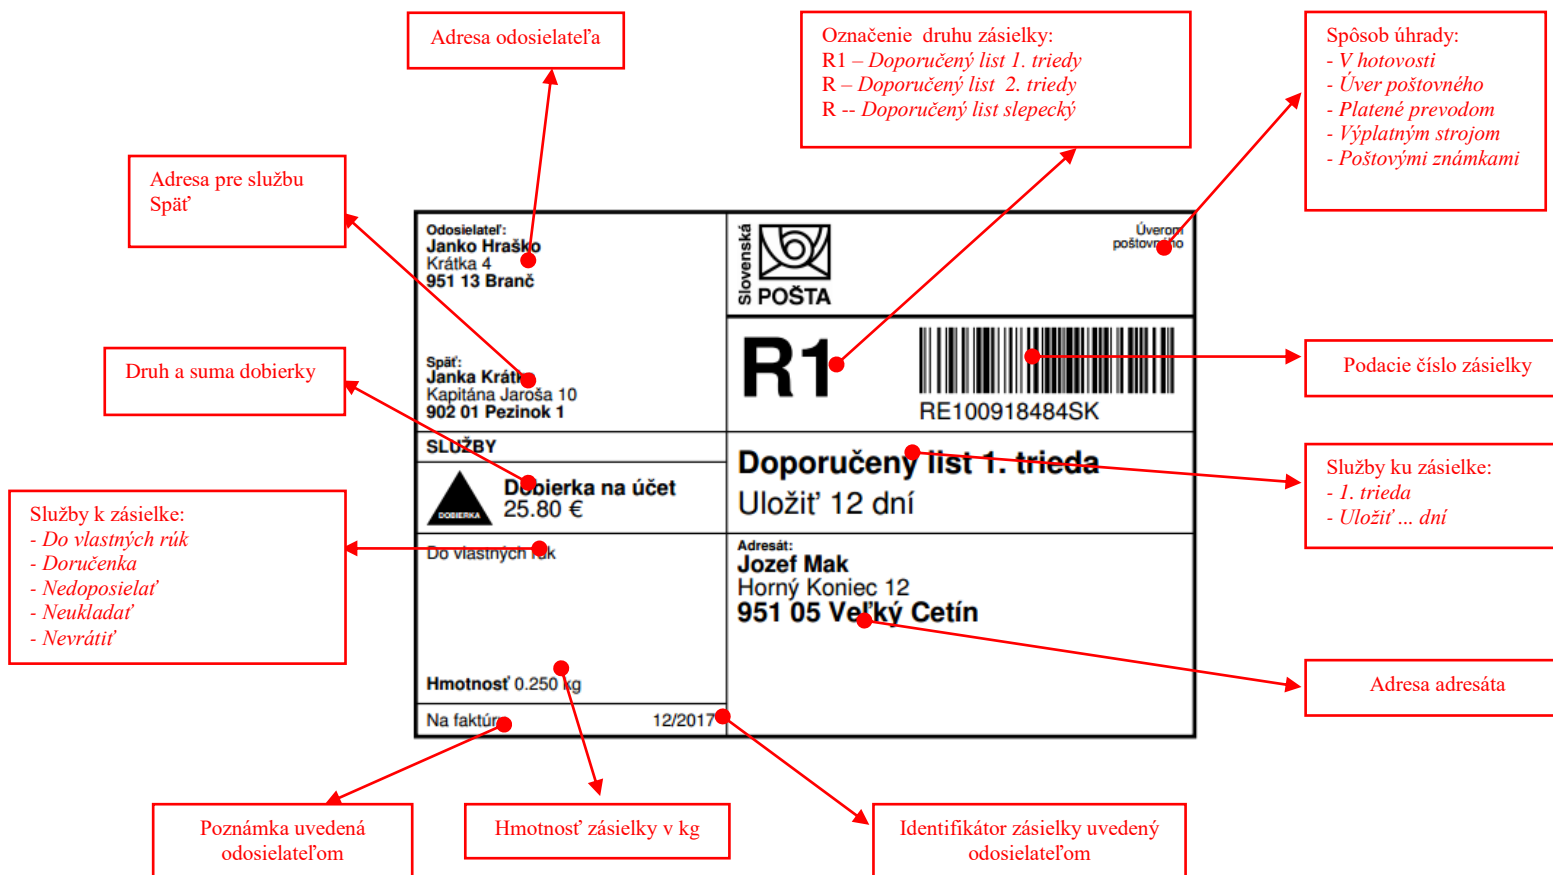 Adresa odosielateľa
Označenie druhu zásielky:
R1 – Doporučený list 1. triedy
R – Doporučený list 2. triedy
R -- Doporučený list slepecký
Spôsob úhrady:
- V hotovosti
- Úver poštovného
- Platené prevodom
- Výplatným strojom
- Poštovými známkami
Adresa pre službu
Späť
Druh a suma dobierky
Služby k zásielke:
- Do vlastných rúk
- Doručenka
- Nedoposielať
- Neukladať
- Nevrátiť
Odosielateľ:
Janko Hraško
Krátka 4
951 13 Branč
Späť:
Janka Krátka
Kapitána Jaroša 10
902 01 Pezinok 1
SLUŽBY
DOBIERKA
Dobierka na účet
25.80 €
Do vlastných rúk
Hmotnosť 0.250 kg
Na faktúru 12/2017
Slovenská
POŠTA
Úverom
poštovného
R1
RE100918484SK
Doporučený list 1. trieda
Uložiť 12 dní
Adresát:
Jozef Mak
Horný Koniec 12
951 05 Veľký Cetín
Podacie číslo zásielky
Služby ku zásielke:
- 1. trieda
- Uložiť ... dní
Adresa adresáta
Poznámka uvedená
odosielateľom
Hmotnosť zásielky v kg
Identifikátor zásielky uvedený
odosielateľom